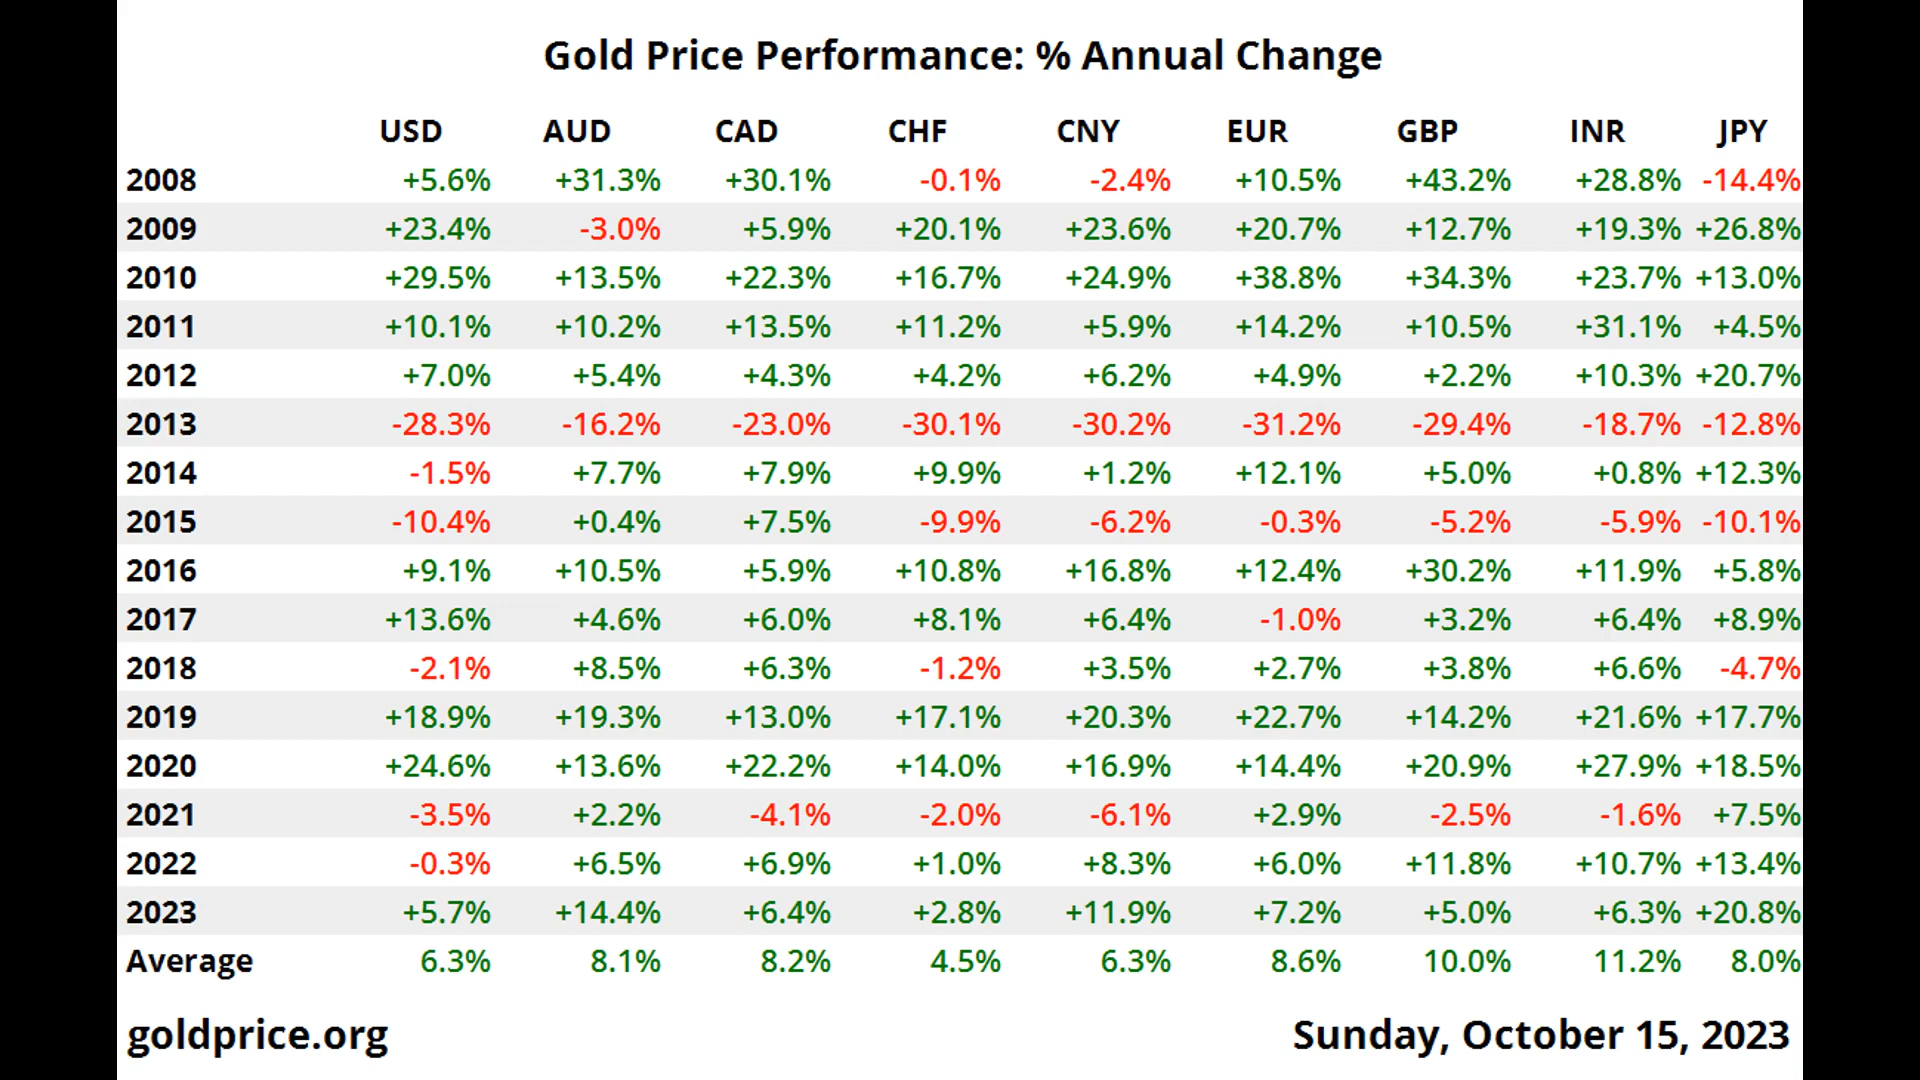 Gold Price Performance: % Annual Change
USD AUD CAD CHF CNY EUR GBP INR JPY
2008 +5.6% +31.3% +30.1% -0.1% -2.4% +10.5% +43.2% +28.8% -14.4%
2009 +23.4% -3.0% +5.9% +20.1% +23.6% +20.7% +12.7% +19.3% +26.8%
2010 +29.5% +13.5% +22.3% +16.7% +24.9% +38.8% +34.3% +23.7% +13.0%
2011 +10.1% +10.2% +13.5% +11.2% +5.9% +14.2% +10.5% +31.1% +4.5%
2012 +7.0% +5.4% +4.3% +4.2% +6.2% +4.9% +2.2% +10.3% +20.7%
2013 -28.3% -16.2% -23.0% -30.1% -30.2% -31.2% -29.4% -18.7% -12.8%
2014 -1.5% +7.7% +7.9% +9.9% +1.2% +12.1% +5.0% +0.8% +12.3%
2015 -10.4% +0.4% +7.5% -9.9% -6.2% -0.3% -5.2% -5.9% -10.1%
2016 +9.1% +10.5% +5.9% +10.8% +16.8% +12.4% +30.2% +11.9% +5.8%
2017 +13.6% +4.6% +6.0% +8.1% +6.4% -1.0% +3.2% +6.4% +8.9%
2018 -2.1% +8.5% +6.3% -1.2% +3.5% +2.7% +3.8% +6.6% -4.7%
2019 +18.9% +19.3% +13.0% +17.1% +20.3% +22.7% +14.2% +21.6% +17.7%
2020 +24.6% +13.6% +22.2% +14.0% +16.9% +14.4% +20.9% +27.9% +18.5%
2021 -3.5% +2.2% -4.1% -2.0% -6.1% +2.9% -2.5% -1.6% +7.5%
2022 -0.3% +6.5% +6.9% +1.0% +8.3% +6.0% +11.8% +10.7% +13.4%
2023 +5.7% +14.4% +6.4% +2.8% +11.9% +7.2% +5.0% +6.3% +20.8%
Average 6.3% 8.1% 8.2% 4.5% 6.3% 8.6% 10.0% 11.2% 8.0%
goldprice.org Sunday, October 15, 2023